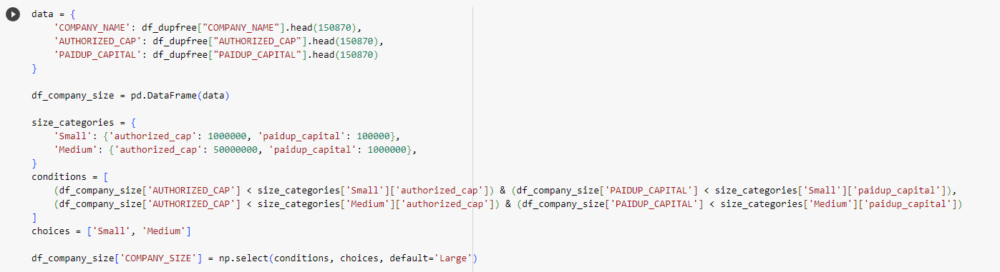 data = {
    'COMPANY_NAME': df_dupfree["COMPANY_NAME"].head(150870),
    'AUTHORIZED_CAP': df_dupfree["AUTHORIZED_CAP"].head(150870),
    'PAIDUP_CAPITAL': df_dupfree["PAIDUP_CAPITAL"].head(150870)
}
df_company_size = pd.DataFrame(data)
size_categories = {
    'Small': {'authorized_cap': 1000000, 'paidup_capital': 100000},
    'Medium': {'authorized_cap': 50000000, 'paidup_capital': 1000000},
}
conditions = [
    (df_company_size['AUTHORIZED_CAP'] < size_categories['Small']['authorized_cap']) & (df_company_size['PAIDUP_CAPITAL'] < size_categories['Small']['paidup_capital']),
    (df_company_size['AUTHORIZED_CAP'] < size_categories['Medium']['authorized_cap']) & (df_company_size['PAIDUP_CAPITAL'] < size_categories['Medium']['paidup_capital'])
]
choices = ['Small', 'Medium']
df_company_size['COMPANY_SIZE'] = np.select(conditions, choices, default='Large')